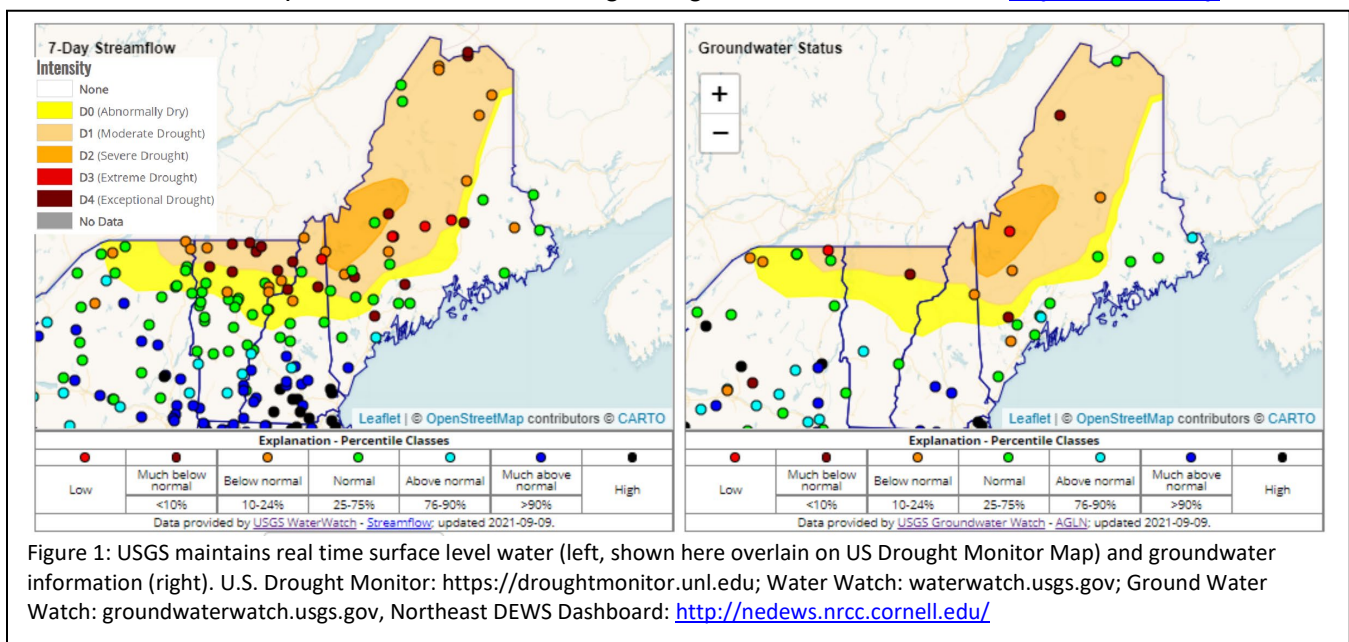 7-Day Streamflow
Intensity
None
D0 (Abnormally Dry)
D1 (Moderate Drought)
D2 (Severe Drought)
D3 (Extreme Drought)
D4 (Exceptional Drought)
No Data
Leaflet | © OpenStreetMap contributors © CARTO
Explanation - Percentile Classes
Low
Much below normal
Below normal
Normal
Above normal
Much above normal
High
<10%
10-24%
25-75%
76-90%
>90%
Data provided by USGS WaterWatch - Streamflow; updated 2021-09-09.
Groundwater Status
+
−
Leaflet | © OpenStreetMap contributors © CARTO
Explanation - Percentile Classes
Low
Much below normal
Below normal
Normal
Above normal
Much above normal
High
<10%
10-24%
25-75%
76-90%
>90%
Data provided by USGS Groundwater Watch - AGLN; updated 2021-09-09.
Figure 1: USGS maintains real time surface level water (left, shown here overlain on US Drought Monitor Map) and groundwater
information (right). U.S. Drought Monitor: https://droughtmonitor.unl.edu; Water Watch: waterwatch.usgs.gov; Ground Water
Watch: groundwaterwatch.usgs.gov, Northeast DEWS Dashboard: http://nedews.nrcc.cornell.edu/